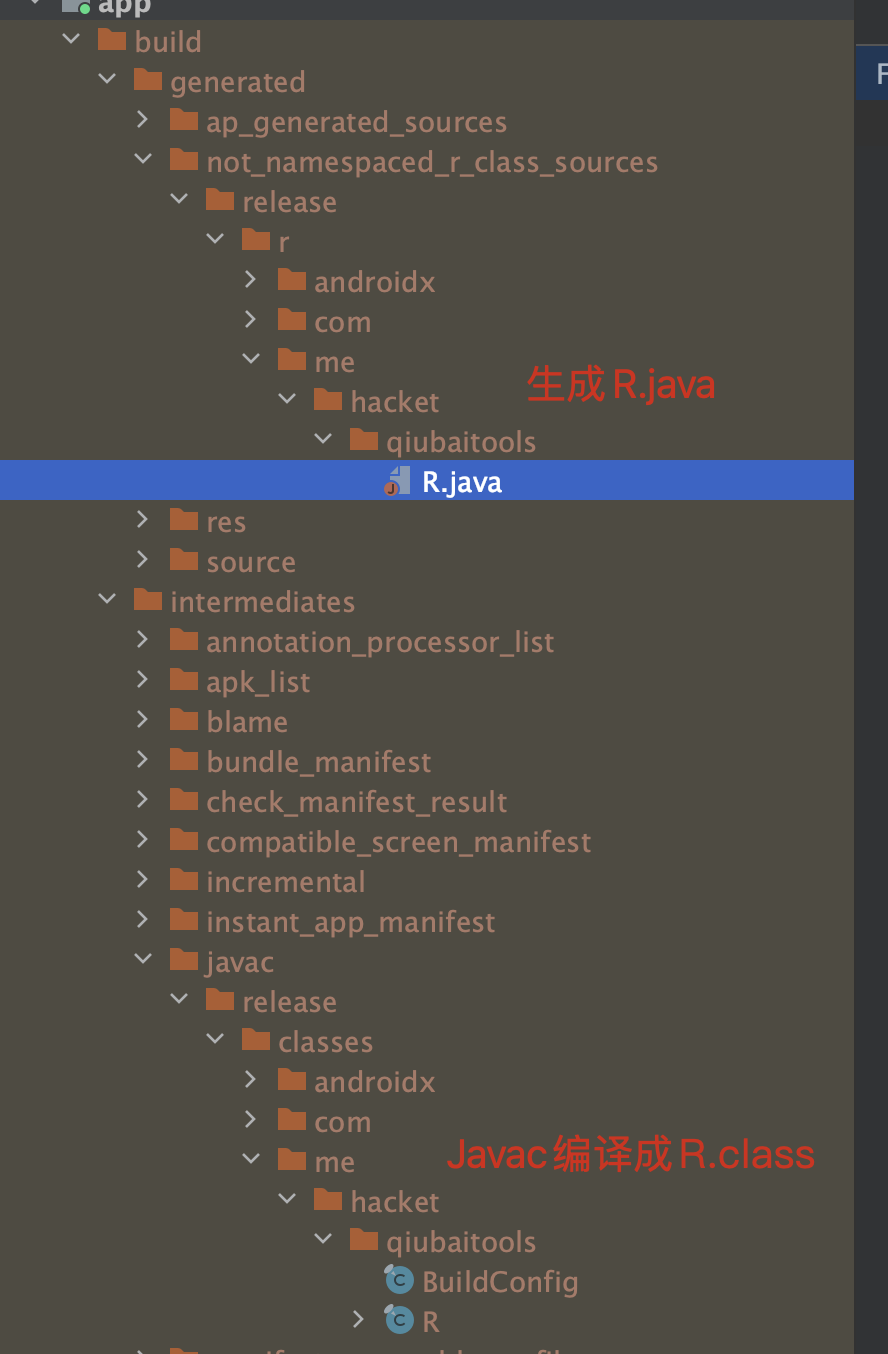 app
build
generated
ap_generated_sources
not_namespaced_r_class_sources
release
r
androidx
com
me
生成 R.java
hacket
qiubaitools
R.java
res
source
intermediates
annotation_processor_list
apk_list
blame
bundle_manifest
check_manifest_result
compatible_screen_manifest
incremental
instant_app_manifest
javac
release
classes
androidx
com
me
Javac编译成 R.class
hacket
qiubaitools
BuildConfig
R